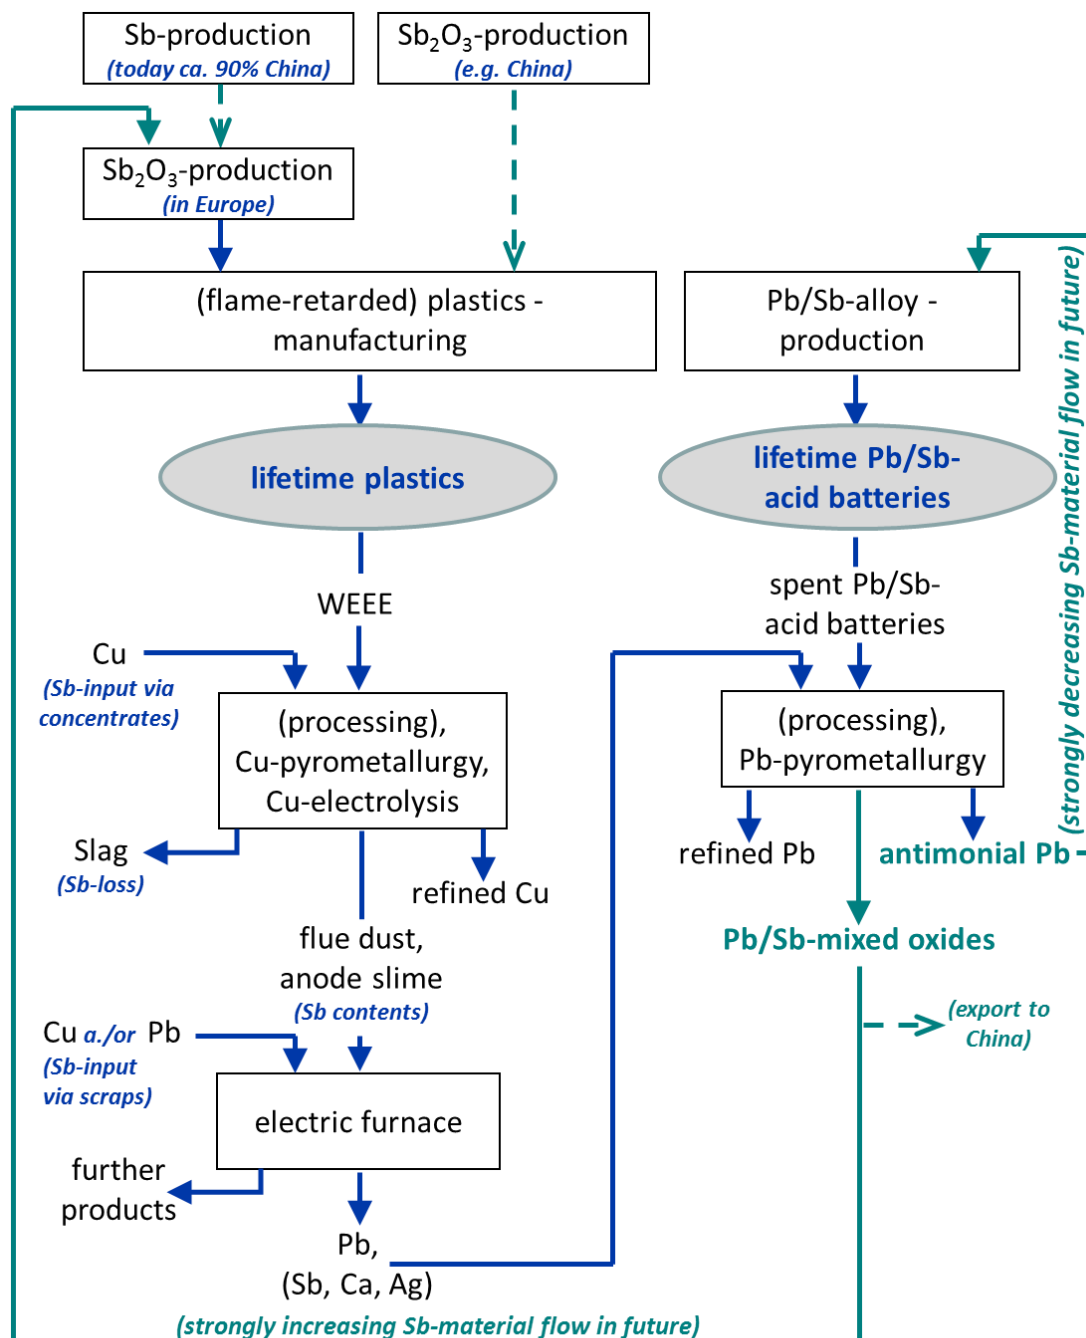 Sb-production
(today ca. 90% China)
Sb₂O₃-production
(e.g. China)
Sb₂O₃-production
(in Europe)
(flame-retarded) plastics -
manufacturing
Pb/Sb-alloy -
production
lifetime plastics
lifetime Pb/Sb-
acid batteries
WEEE
spent Pb/Sb-
acid batteries
Cu
(Sb-input via
concentrates)
(processing),
Cu-pyrometallurgy,
Cu-electrolysis
(processing),
Pb-pyrometallurgy
Slag
(Sb-loss)
refined Cu
refined Pb
antimonial Pb
(strongly decreasing Sb-material flow in future)
flue dust,
anode slime
(Sb contents)
Pb/Sb-mixed oxides
(export to
China)
Cu a./or Pb
(Sb-input
via scraps)
electric furnace
further
products
Pb,
(Sb, Ca, Ag)
(strongly increasing Sb-material flow in future)